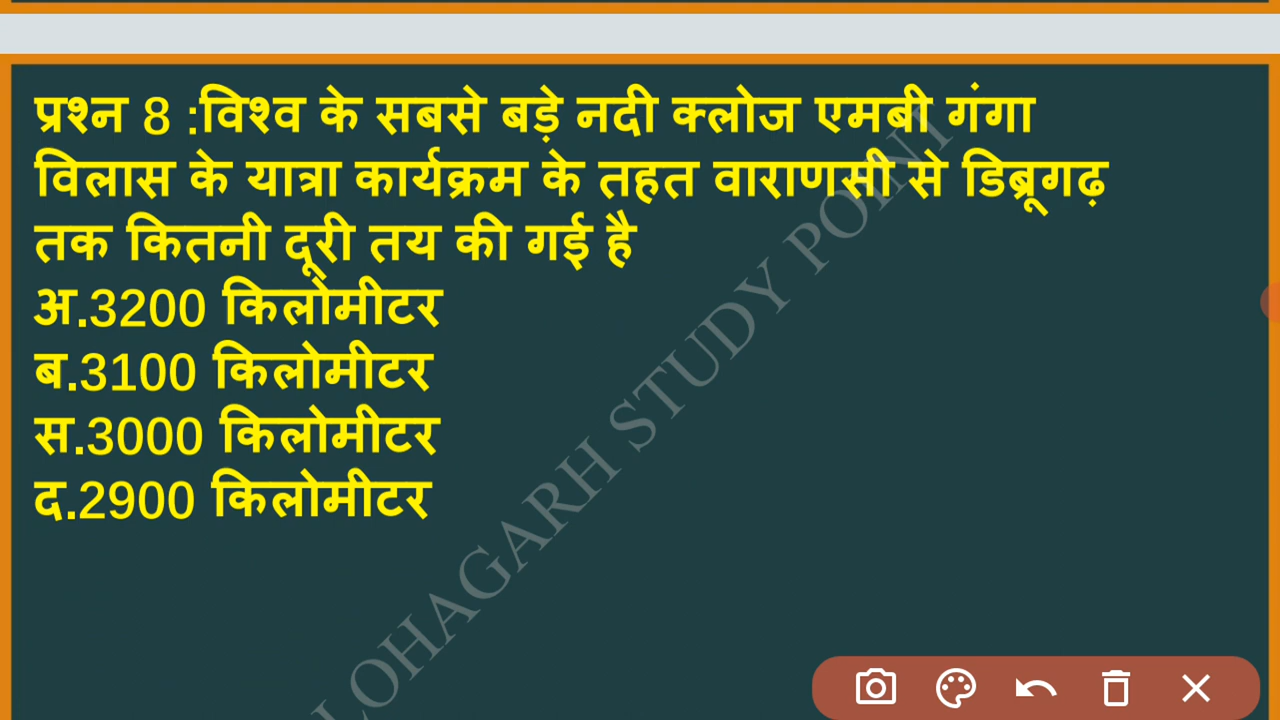 प्रश्न 8 :विश्व के सबसे बड़े नदी क्लोज एमबी गंगा
विलास के यात्रा कार्यक्रम के तहत वाराणसी से डिब्रूगढ़
तक कितनी दूरी तय की गई है
अ.3200 किलोमीटर
ब.3100 किलोमीटर
स.3000 किलोमीटर
द.2900 किलोमीटर
LOHAGARH STUDY POINT